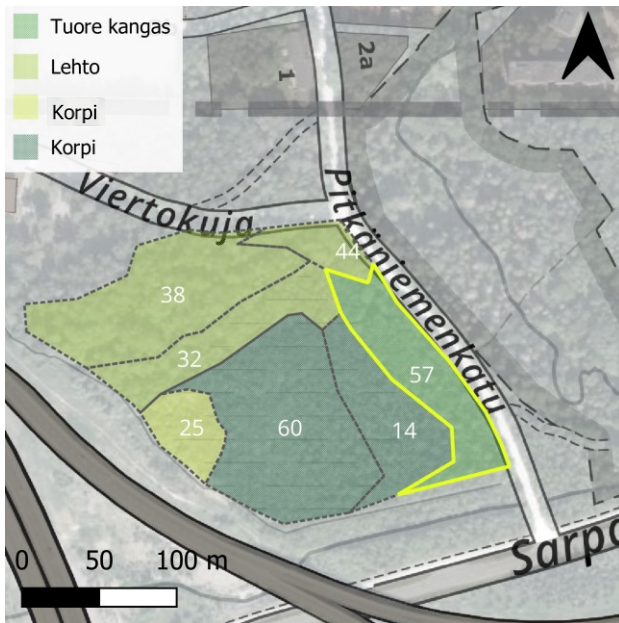 Tuore kangas
Lehto
Korpi
Korpi
1
2a
Viertokuja
Pitkäniemenkatu
44
38
32
57
25
60
14
0 50 100 m
Sarpo